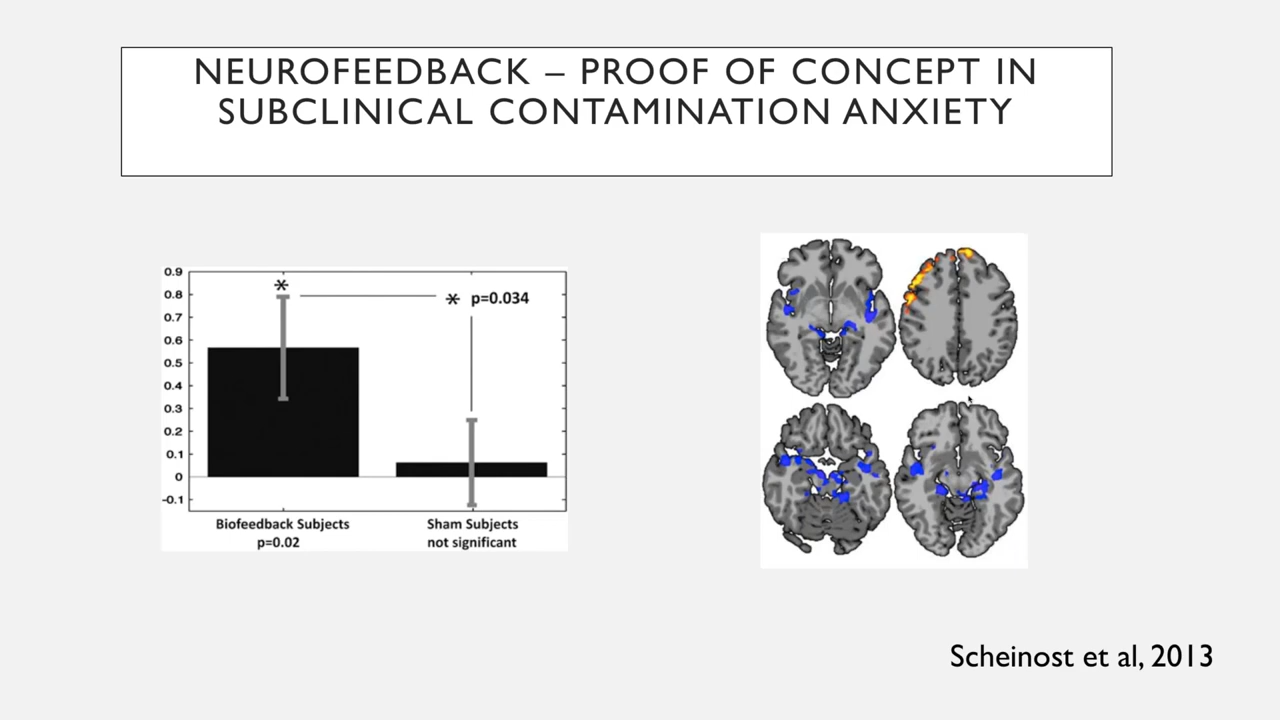 NEUROFEEDBACK – PROOF OF CONCEPT IN
SUBCLINICAL CONTAMINATION ANXIETY
0.9
0.8
0.7
0.6
0.5
0.4
0.3
0.2
0.1
0
-0.1
*
* p=0.034
Biofeedback Subjects
p=0.02
Sham Subjects
not significant
Scheinost et al, 2013